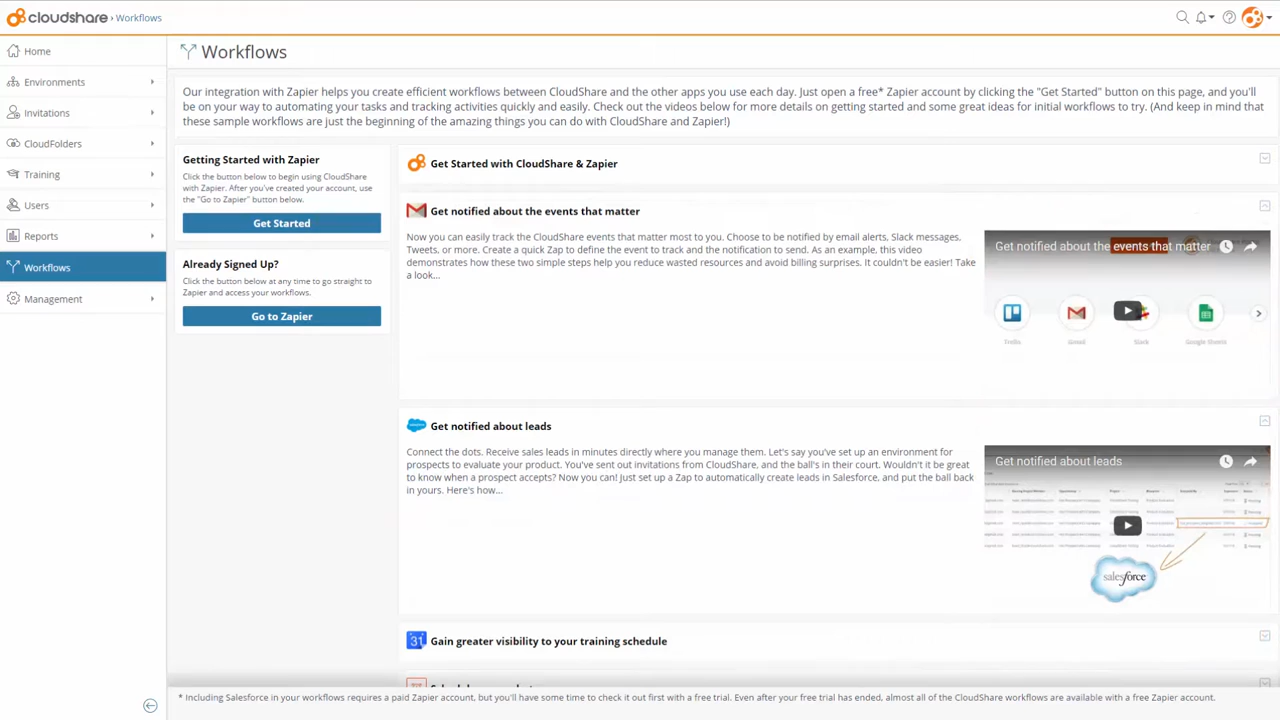 cloudshare › Workflows
Home
Environments
Invitations
CloudFolders
Training
Users
Reports
Workflows
Management
Workflows
Our integration with Zapier helps you create efficient workflows between CloudShare and the other apps you use each day. Just open a free* Zapier account by clicking the "Get Started" button on this page, and you'll
be on your way to automating your tasks and tracking activities quickly and easily. Check out the videos below for more details on getting started and some great ideas for initial workflows to try. (And keep in mind that
these sample workflows are just the beginning of the amazing things you can do with CloudShare and Zapier!)
Getting Started with Zapier
Click the button below to begin using CloudShare
with Zapier. After you've created your account, use
the "Go to Zapier" button below.
Get Started
Already Signed Up?
Click the button below at any time to go straight to
Zapier and access your workflows.
Go to Zapier
Get Started with CloudShare & Zapier
Get notified about the events that matter
Now you can easily track the CloudShare events that matter most to you. Choose to be notified by email alerts, Slack messages,
Tweets, or more. Create a quick Zap to define the event to track and the notification to send. As an example, this video
demonstrates how these two simple steps help you reduce wasted resources and avoid billing surprises. It couldn't be easier! Take
a look...
Get notified about the events that matter
Trello
Gmail
Slack
Google Sheets
Get notified about leads
Connect the dots. Receive sales leads in minutes directly where you manage them. Let's say you've set up an environment for
prospects to evaluate your product. You've sent out invitations from CloudShare, and the ball's in their court. Wouldn't it be great
to know when a prospect accepts? Now you can! Just set up a Zap to automatically create leads in Salesforce, and put the ball back
in yours. Here's how...
Get notified about leads
salesforce
31
Gain greater visibility to your training schedule
* Including Salesforce in your workflows requires a paid Zapier account, but you'll have some time to check it out first with a free trial. Even after your free trial has ended, almost all of the CloudShare workflows are available with a free Zapier account.